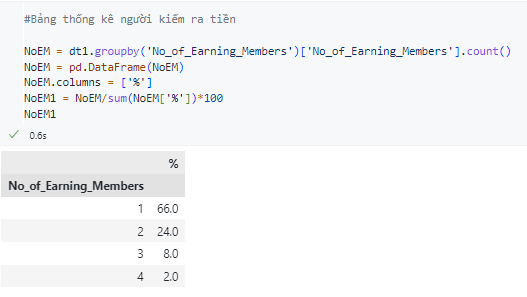 #Bảng thống kê người kiếm ra tiền
NoEM = dt1.groupby('No_of_Earning_Members')['No_of_Earning_Members'].count()
NoEM = pd.DataFrame(NoEM)
NoEM.columns = ['%']
NoEM1 = NoEM/sum(NoEM['%'])*100
NoEM1
0.6s
%
No_of_Earning_Members
1 66.0
2 24.0
3 8.0
4 2.0